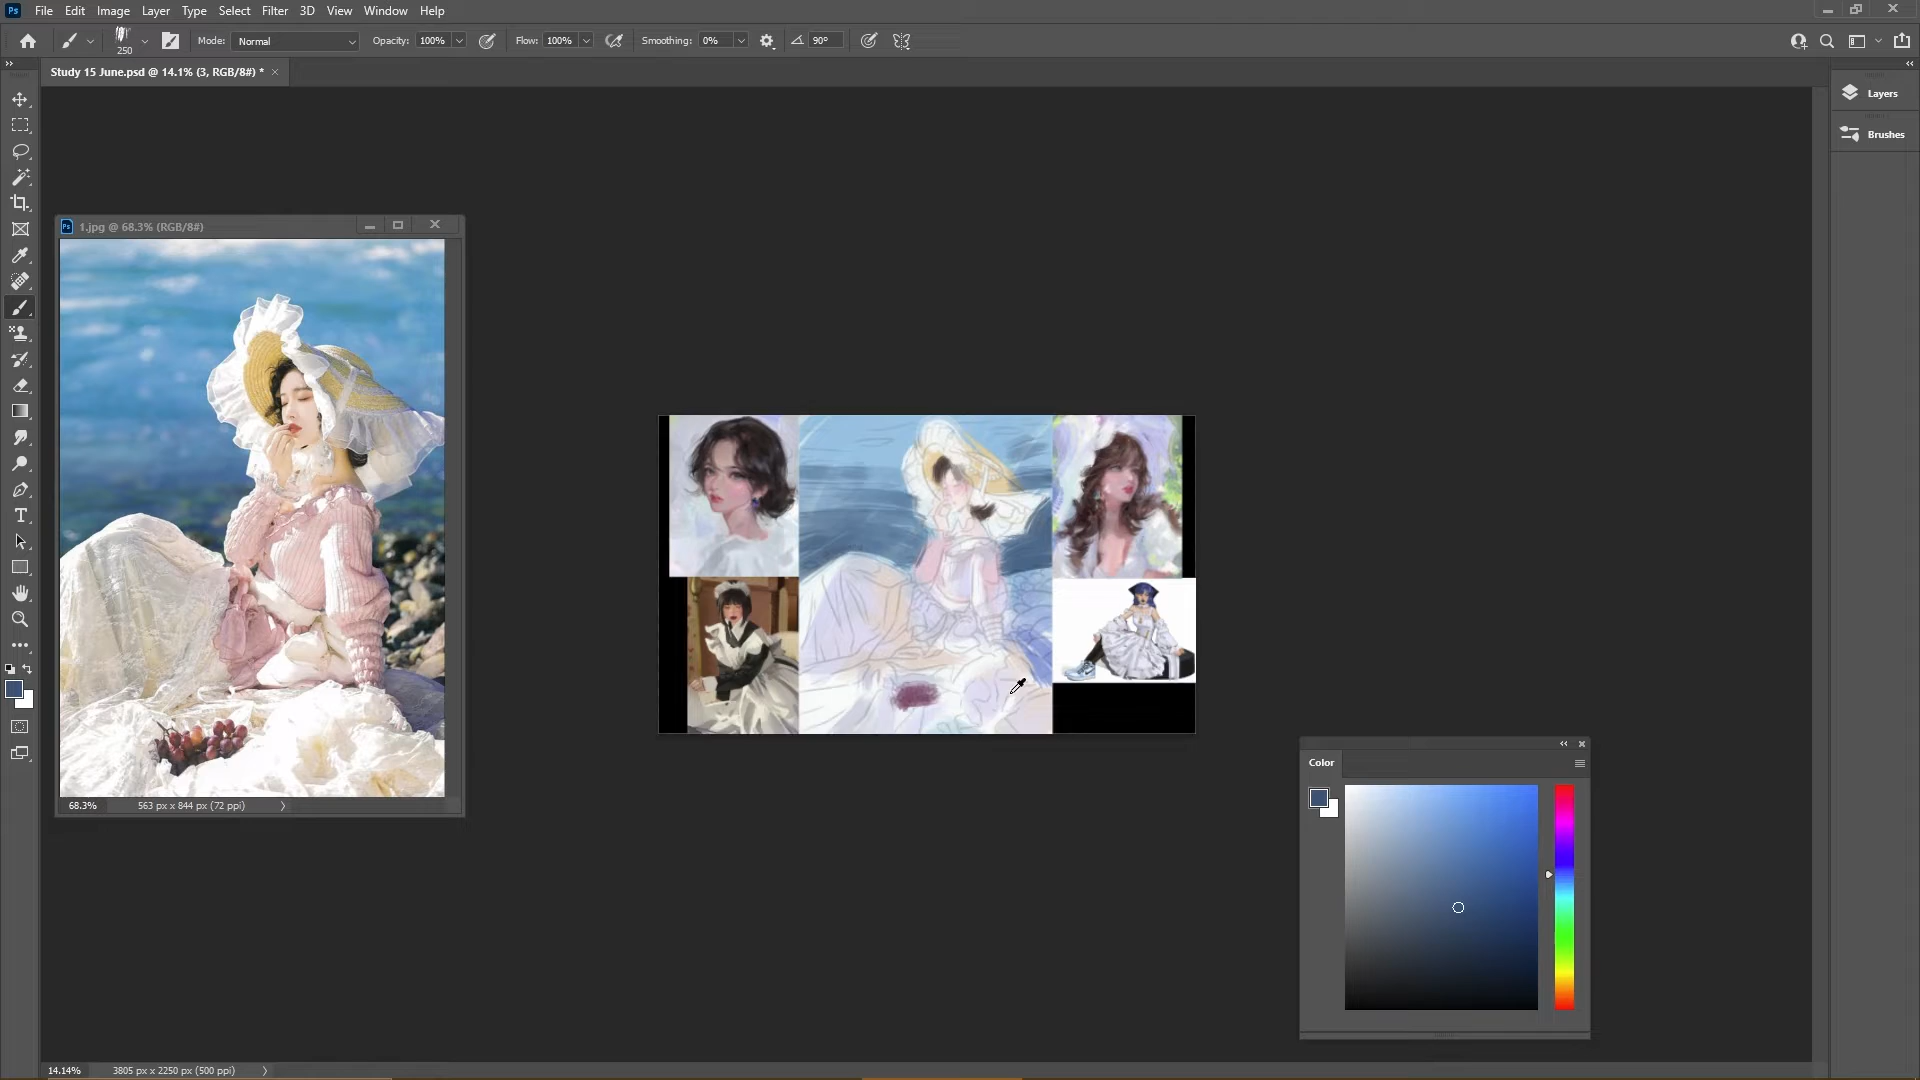 Ps File Edit Image Layer Type Select Filter 3D View Window Help
250 Mode: Normal Opacity: 100% Flow: 100% Smoothing: 0% 90°
Study 15 June.psd @ 14.1% (3, RGB/8#) * ×
Layers
Brushes
Ps 1.jpg @ 68.3% (RGB/8#)
68.3% 563 px x 844 px (72 ppi)
Color
14.14% 3805 px x 2250 px (500 ppi)